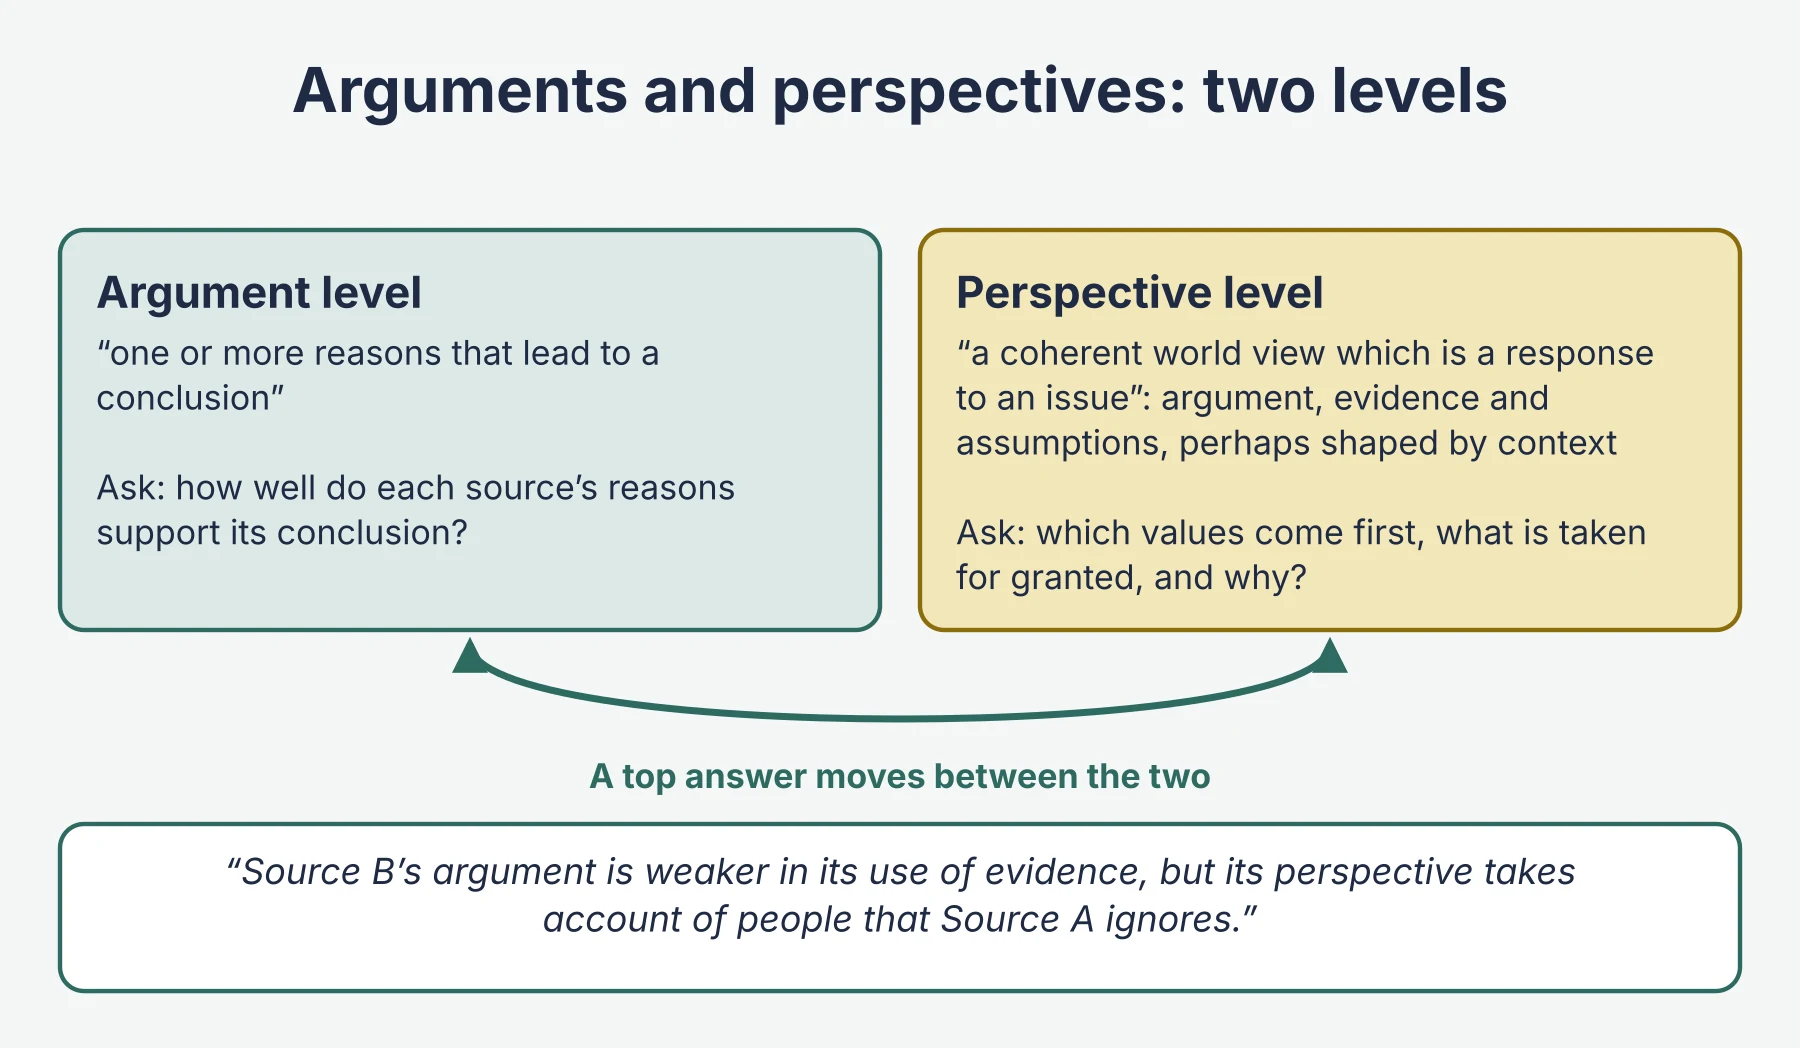 Arguments and perspectives: two levels
Argument level
“one or more reasons that lead to a
conclusion”
Ask: how well do each source’s reasons
support its conclusion?
Perspective level
“a coherent world view which is a response
to an issue”: argument, evidence and
assumptions, perhaps shaped by context
Ask: which values come first, what is taken
for granted, and why?
A top answer moves between the two
“Source B’s argument is weaker in its use of evidence, but its perspective takes
account of people that Source A ignores.”